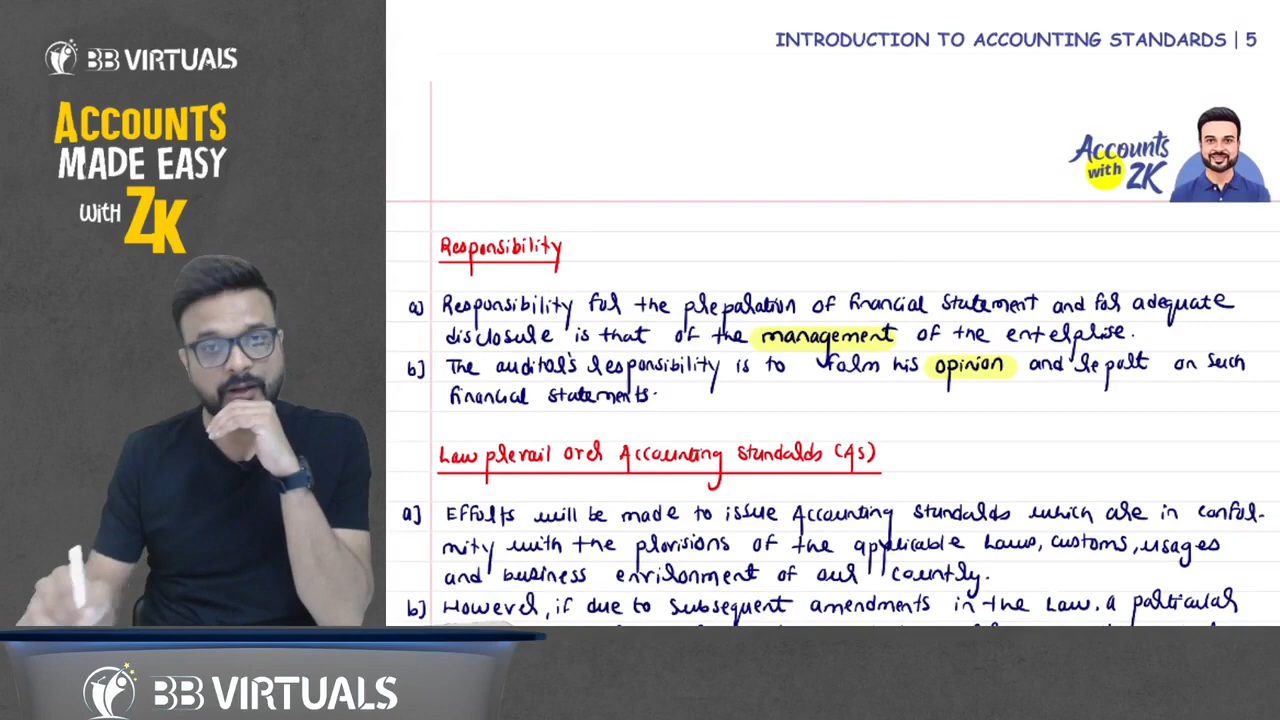 BB VIRTUALS
ACCOUNTS
MADE EASY
WITH ZK
INTRODUCTION TO ACCOUNTING STANDARDS | 5
Accounts
with ZK
Responsibility
a) Responsibility for the preparation of financial statement and for adequate
disclosure is that of the management of the enterprise.
b] The auditor's responsibility is to form his opinion and report on such
financial statements.
Law prevail over Accounting Standards (AS)
a] Efforts will be made to issue Accounting Standards which are in confor-
mity with the provisions of the applicable Laws, customs, usages
and business environment of our country.
b] However, if due to subsequent amendments in the Law, a particular
BB VIRTUALS